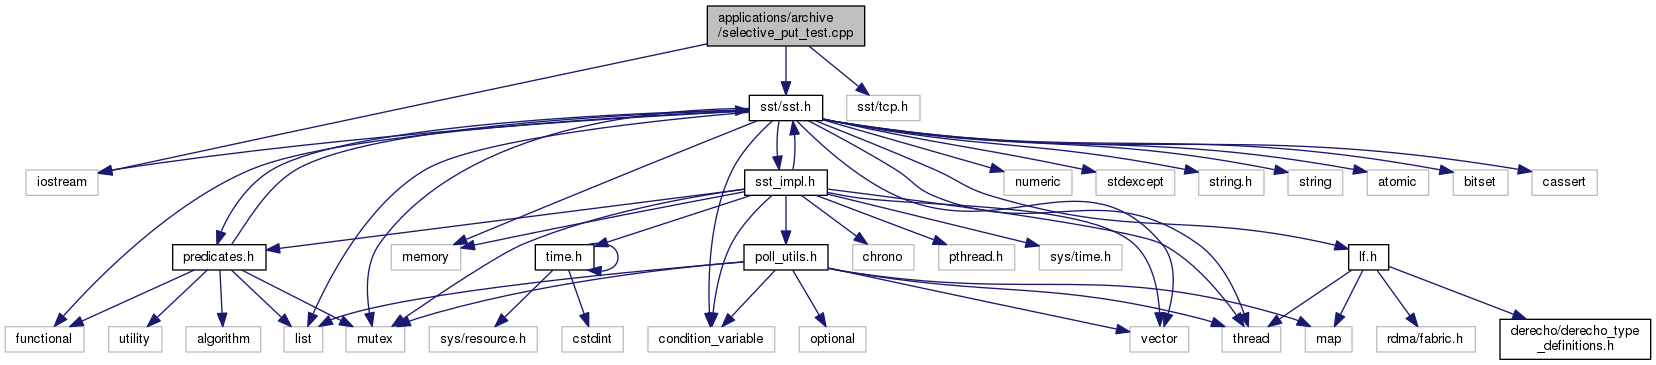 applications/archive
/selective_put_test.cpp
sst/sst.h
sst/tcp.h
iostream
sst_impl.h
numeric
stdexcept
string.h
string
atomic
bitset
cassert
predicates.h
memory
time.h
poll_utils.h
chrono
pthread.h
sys/time.h
lf.h
functional
utility
algorithm
list
mutex
sys/resource.h
cstdint
condition_variable
optional
vector
thread
map
rdma/fabric.h
derecho/derecho_type
_definitions.h